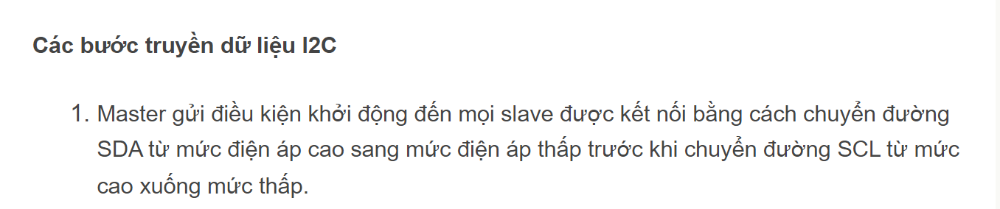 Các bước truyền dữ liệu I2C
1. Master gửi điều kiện khởi động đến mọi slave được kết nối bằng cách chuyển đường
SDA từ mức điện áp cao sang mức điện áp thấp trước khi chuyển đường SCL từ mức
cao xuống mức thấp.